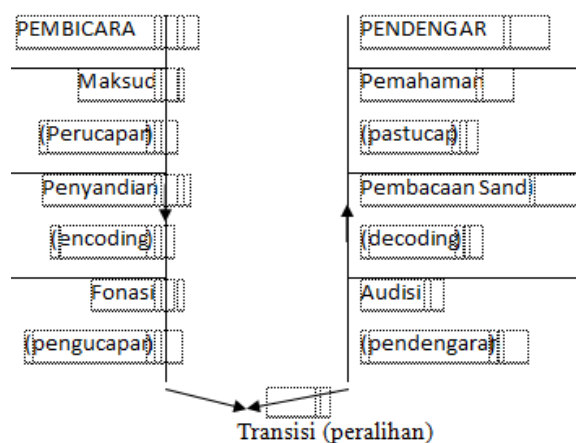 PEMBICARA
Maksud
(Perucapan)
Penyandian
(encoding)
Fonasi
(pengucapan)
PENDENGAR
Pemahaman
(pastucap)
Pembacaan Sandi
(decoding)
Audisi
(pendengaran)
Transisi (peralihan)